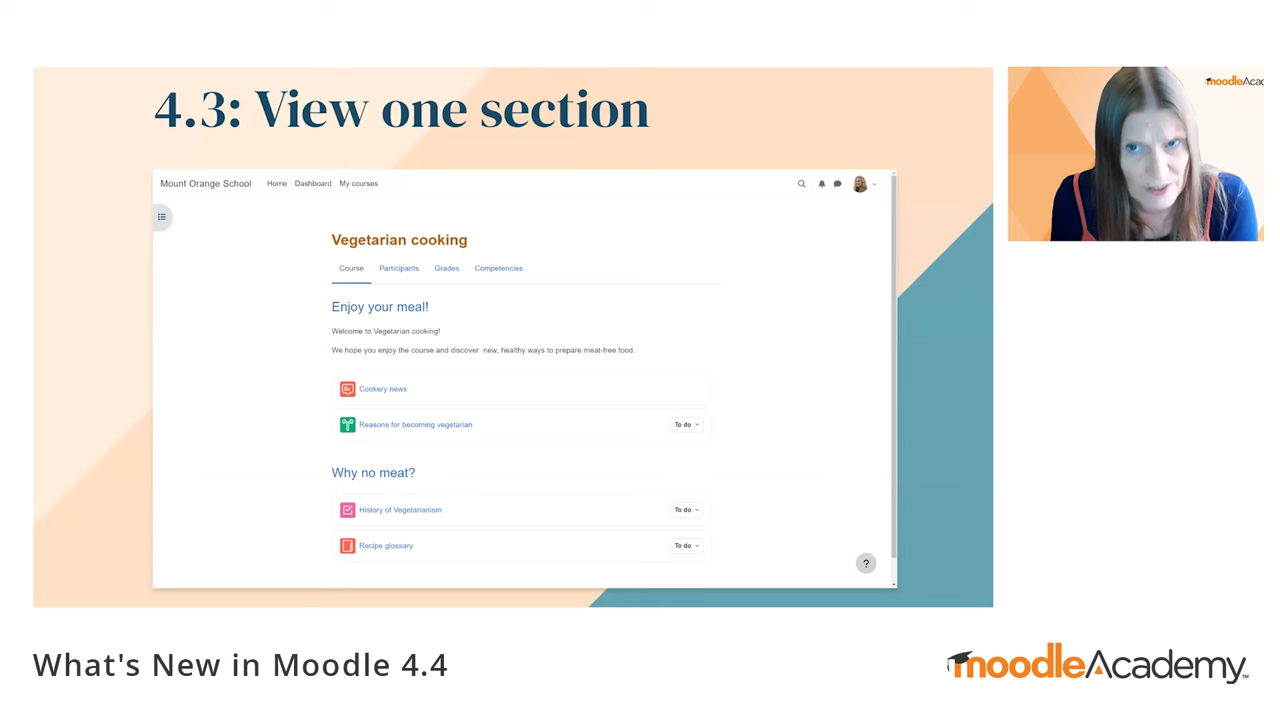 4.3: View one section
moodleAcad
Mount Orange School Home Dashboard My courses
Vegetarian cooking
Course Participants Grades Competencies
Enjoy your meal!
Welcome to Vegetarian cooking!
We hope you enjoy the course and discover new, healthy ways to prepare meat-free food.
Cookery news
Reasons for becoming vegetarian To do
Why no meat?
History of Vegetarianism To do
Recipe glossary To do
?
What's New in Moodle 4.4
moodleAcademy™